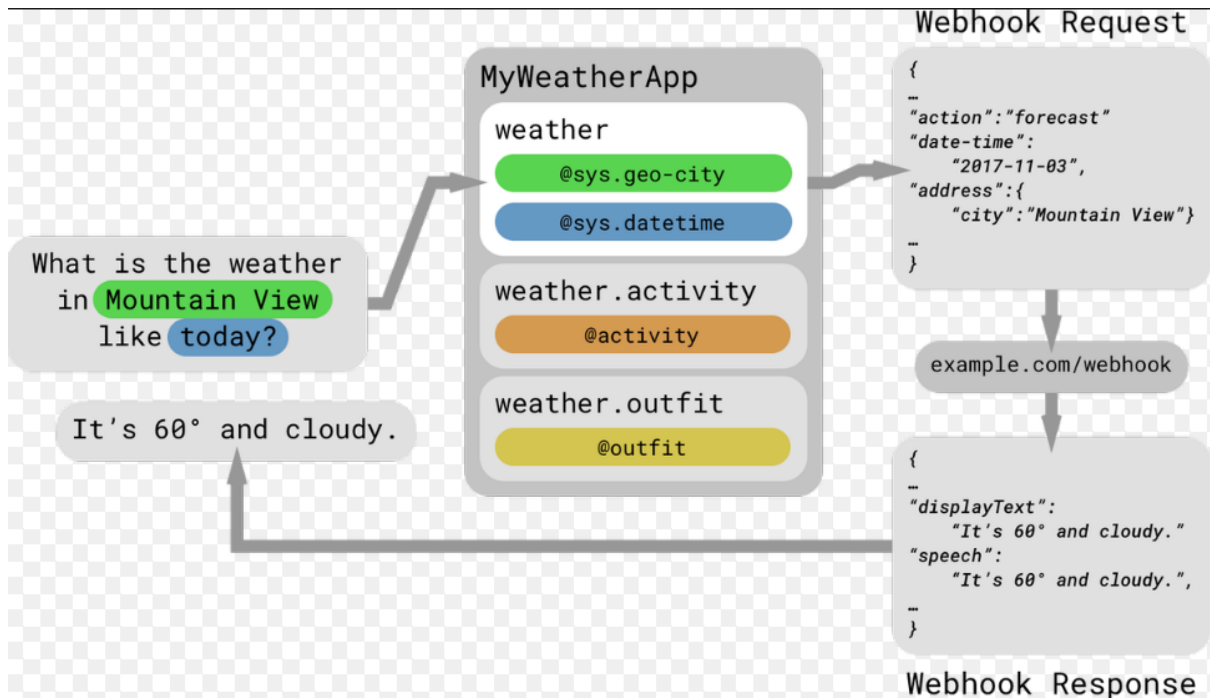 What is the weather
in Mountain View
like today?
It's 60° and cloudy.
MyWeatherApp
weather
@sys.geo-city
@sys.datetime
weather.activity
@activity
weather.outfit
@outfit
Webhook Request
{
…
“action”:“forecast”
“date-time”:
“2017-11-03”,
“address”:{
“city”:“Mountain View”}
…
}
example.com/webhook
{
…
“displayText”:
“It's 60° and cloudy.”
“speech”:
“It's 60° and cloudy.”,
…
}
Webhook Response